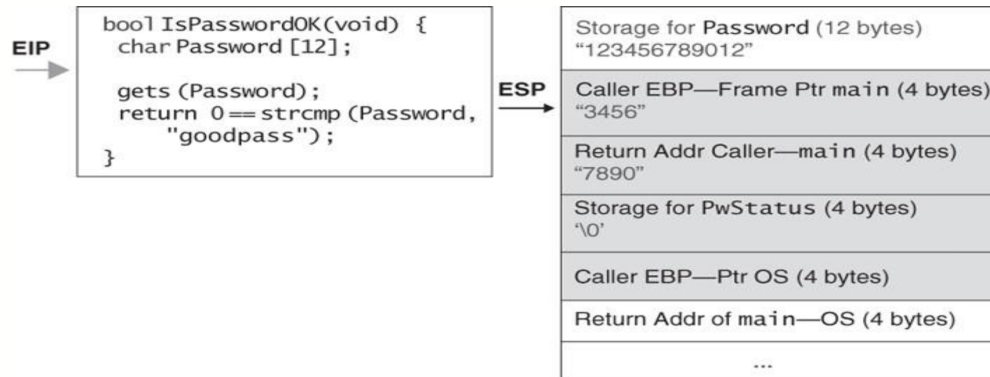 EIP
bool IsPasswordOK(void) {
char Password [12];
gets (Password);
return 0 == strcmp (Password,
"goodpass");
}
ESP
Storage for Password (12 bytes)
“123456789012”
Caller EBP—Frame Ptr main (4 bytes)
“3456”
Return Addr Caller—main (4 bytes)
“7890”
Storage for PwStatus (4 bytes)
‘\0’
Caller EBP—Ptr OS (4 bytes)
Return Addr of main—OS (4 bytes)
...